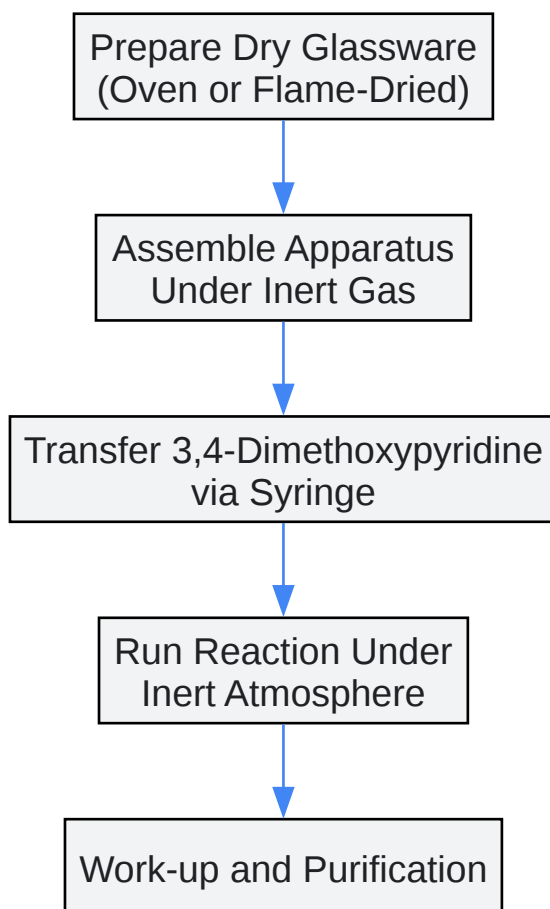 Prepare Dry Glassware
(Oven or Flame-Dried)
Assemble Apparatus
Under Inert Gas
Transfer 3,4-Dimethoxypyridine
via Syringe
Run Reaction Under
Inert Atmosphere
Work-up and Purification